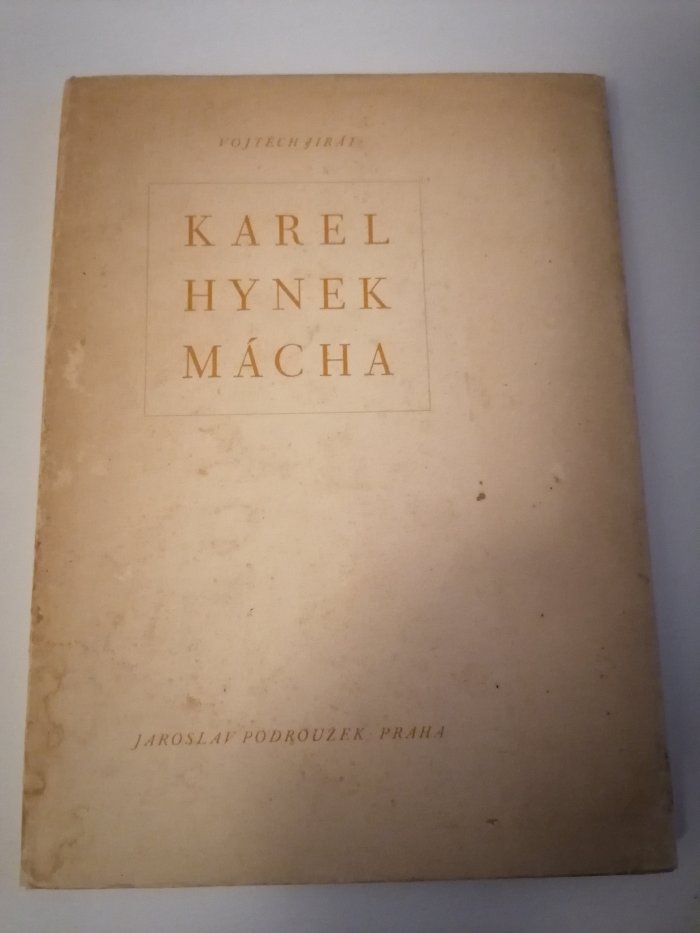 VOJTĚCH JIRÁT
KAREL
HYNEK
MÁCHA
JAROSLAV PODROUŽEK PRAHA